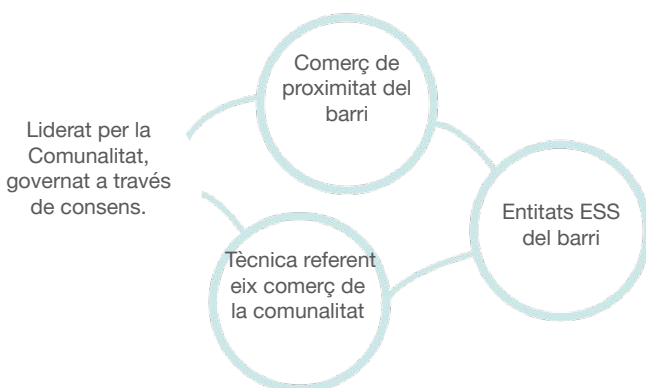 Liderat per la
Comunalitat,
governat a través
de consens.
Comerç de
proximitat del
barri
Entitats ESS
del barri
Tècnica referent
eix comerç de
la comunalitat